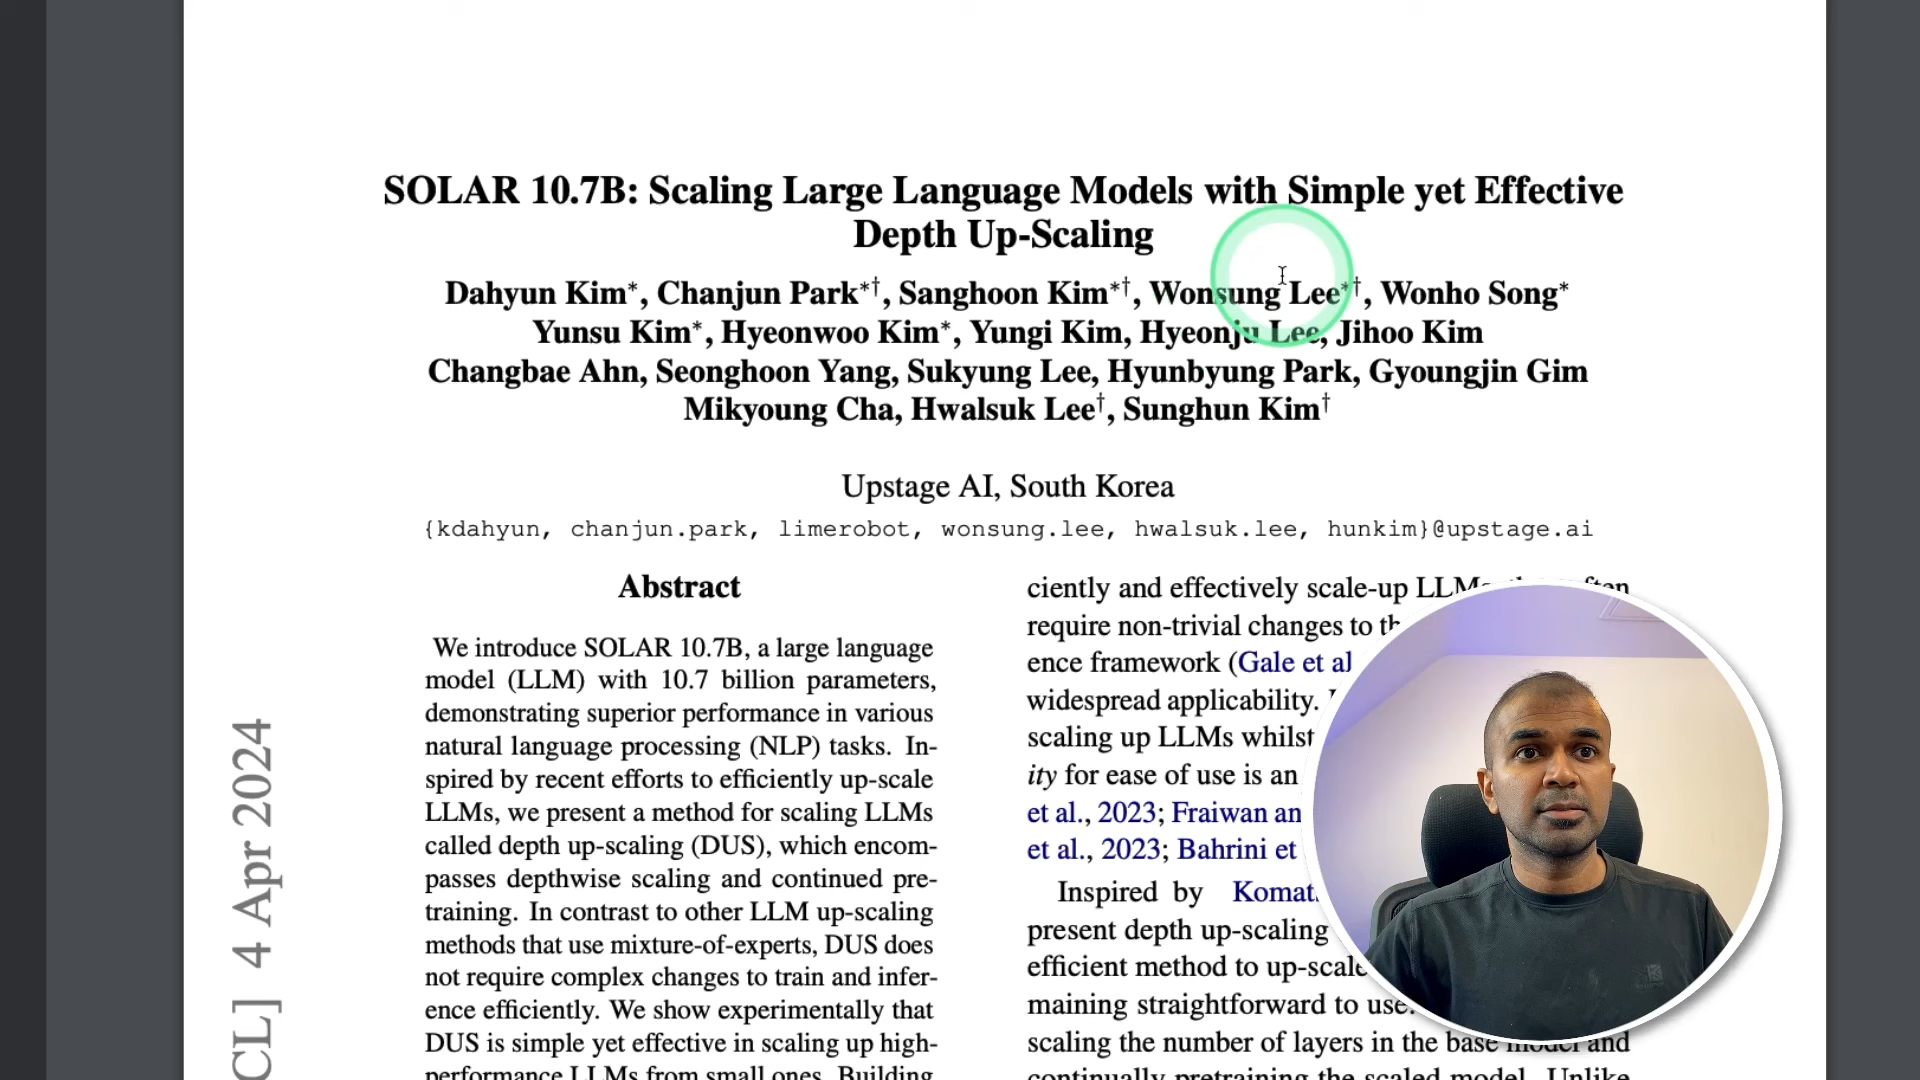 SOLAR 10.7B: Scaling Large Language Models with Simple yet Effective
Depth Up-Scaling
Dahyun Kim*, Chanjun Park*†, Sanghoon Kim*†, Wonsung Lee*†, Wonho Song*
Yunsu Kim*, Hyeonwoo Kim*, Yungi Kim, Hyeonju Lee, Jihoo Kim
Changbae Ahn, Seonghoon Yang, Sukyung Lee, Hyunbyung Park, Gyoungjin Gim
Mikyoung Cha, Hwalsuk Lee†, Sunghun Kim†
Upstage AI, South Korea
{kdahyun, chanjun.park, limerobot, wonsung.lee, hwalsuk.lee, hunkim}@upstage.ai
Abstract
We introduce SOLAR 10.7B, a large language
model (LLM) with 10.7 billion parameters,
demonstrating superior performance in various
natural language processing (NLP) tasks. In-
spired by recent efforts to efficiently up-scale
LLMs, we present a method for scaling LLMs
called depth up-scaling (DUS), which encom-
passes depthwise scaling and continued pre-
training. In contrast to other LLM up-scaling
methods that use mixture-of-experts, DUS does
not require complex changes to train and infer-
ence efficiently. We show experimentally that
DUS is simple yet effective in scaling up high-
performance LLMs from small ones. Building
ciently and effectively scale-up LLMs, often
require non-trivial changes to th
ence framework (Gale et al
widespread applicability.
scaling up LLMs whilst
ity for ease of use is an
et al., 2023; Fraiwan an
et al., 2023; Bahrini et
Inspired by Komat
present depth up-scaling
efficient method to up-scale
maining straightforward to use.
scaling the number of layers in the base model and
continually pretraining the scaled model. Unlike
CL] 4 Apr 2024